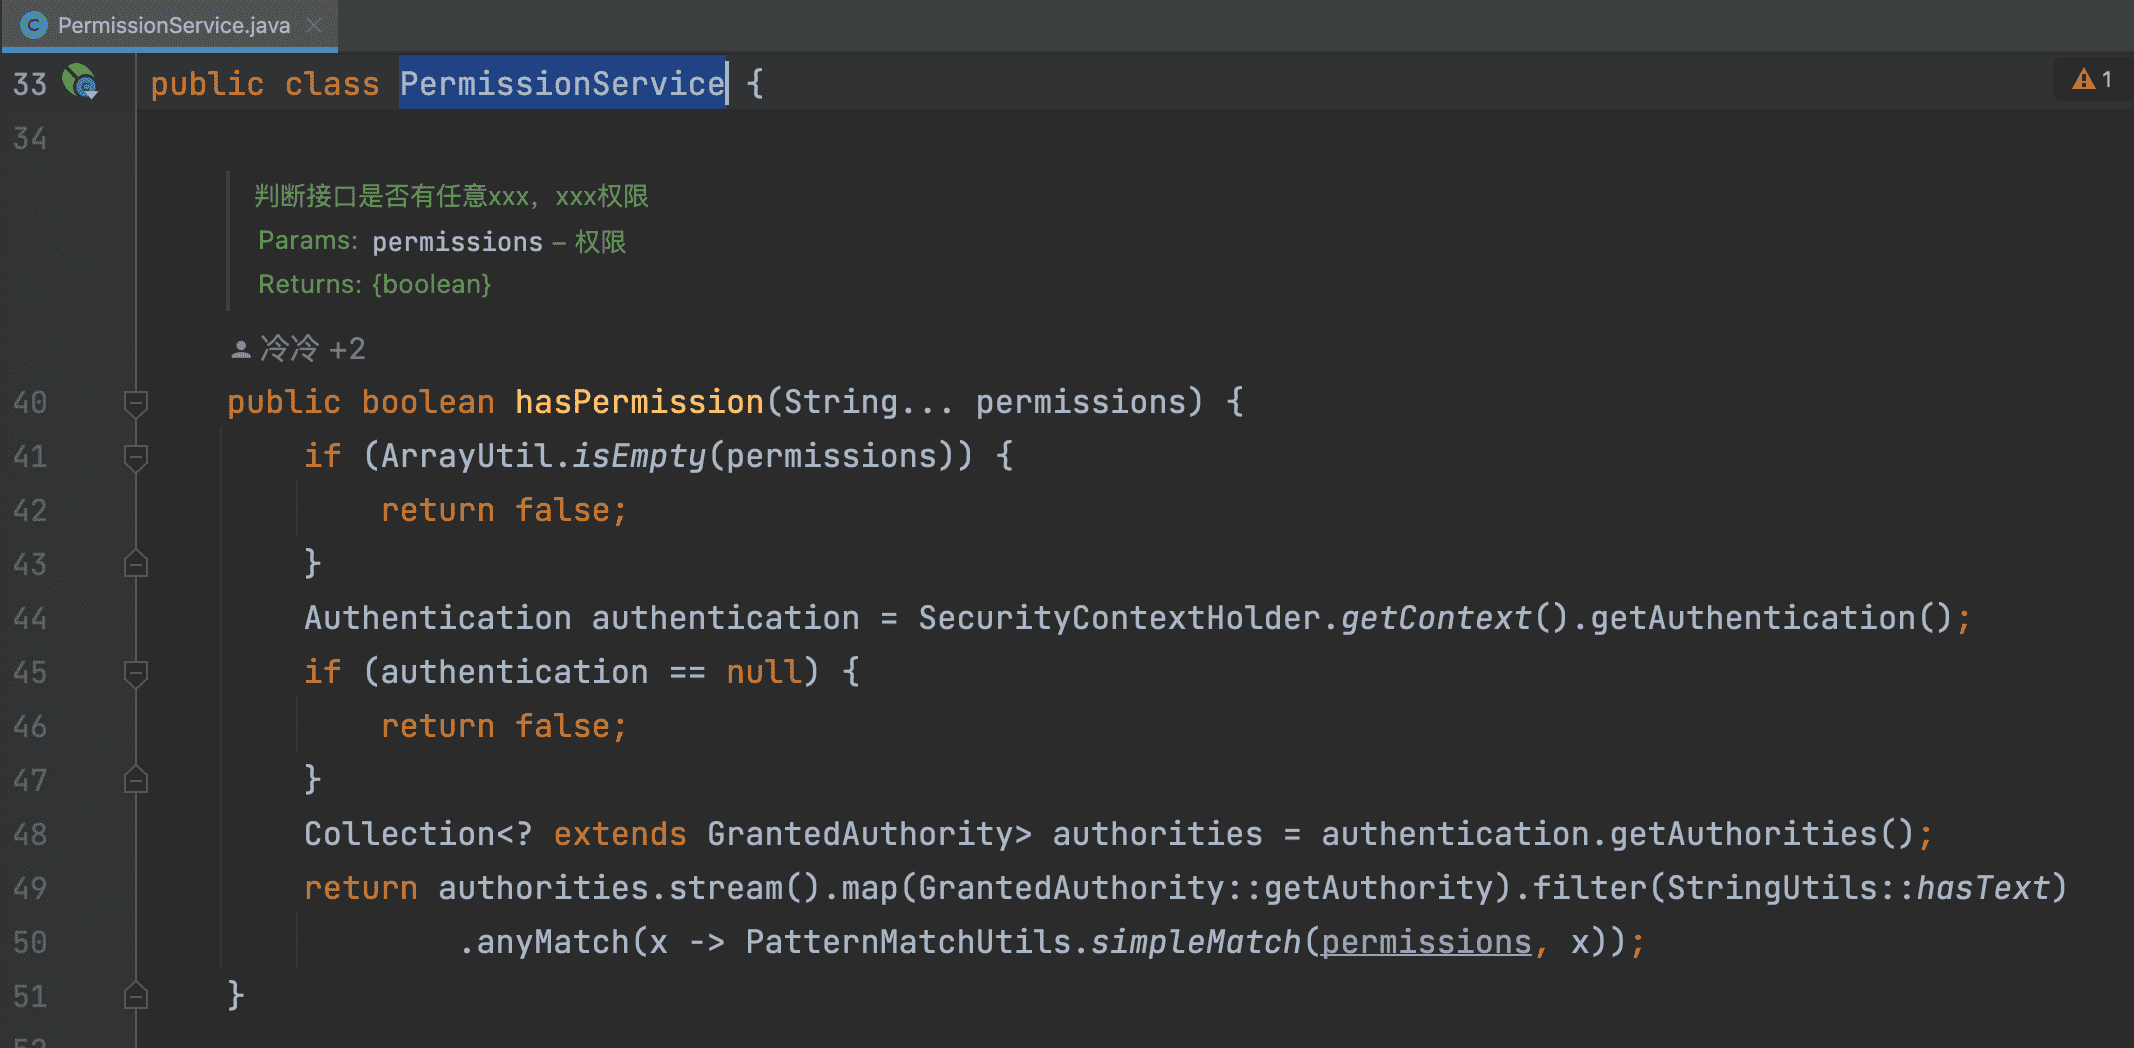 PermissionService.java
33 public class PermissionService {
1
34
判断接口是否有任意xxx，xxx权限
Params: permissions – 权限
Returns: {boolean}
冷冷 +2
40 public boolean hasPermission(String... permissions) {
41 if (ArrayUtil.isEmpty(permissions)) {
42 return false;
43 }
44 Authentication authentication = SecurityContextHolder.getContext().getAuthentication();
45 if (authentication == null) {
46 return false;
47 }
48 Collection<? extends GrantedAuthority> authorities = authentication.getAuthorities();
49 return authorities.stream().map(GrantedAuthority::getAuthority).filter(StringUtils::hasText)
50 .anyMatch(x -> PatternMatchUtils.simpleMatch(permissions, x));
51 }